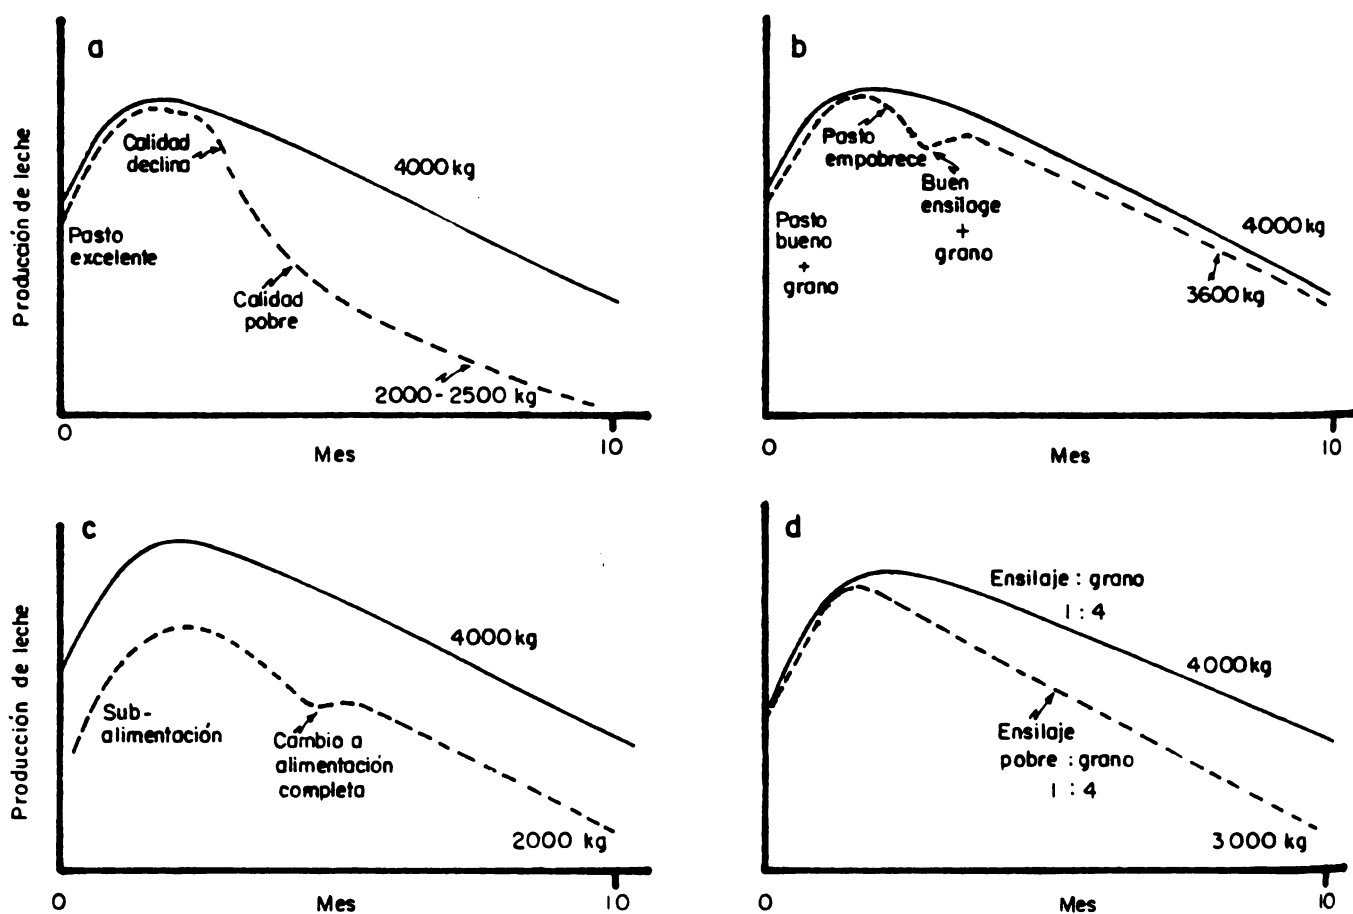 a
Producción de leche
Calidad
declina
4000 kg
Pasto
excelente
Calidad
pobre
2000-2500 kg
0
10
Mes
b
Pasto
empobrece
Buen
ensilage
+
grano
Pasto
bueno
+
grano
4000 kg
3600 kg
0
10
Mes
c
Producción de leche
4000 kg
Sub-
alimentación
Cambio a
alimentación
completa
2000 kg
0
10
Mes
d
Ensilaje : grano
1 : 4
4000 kg
Ensilaje
pobre : grano
1 : 4
3000 kg
0
10
Mes